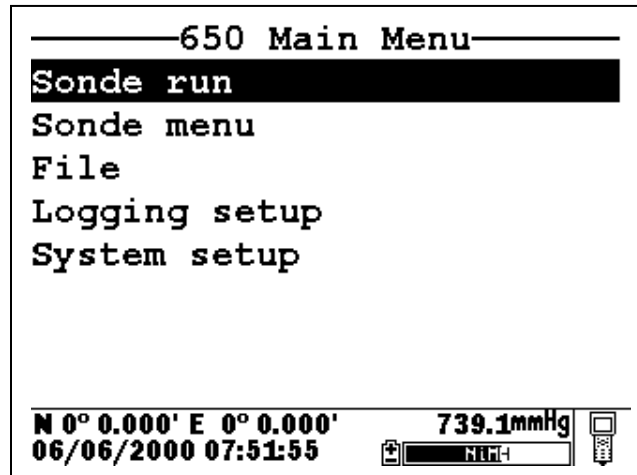 650 Main Menu
Sonde run
Sonde menu
File
Logging setup
System setup
N 0° 0.000' E 0° 0.000' 739.1mmHg
06/06/2000 07:51:55 NiMH